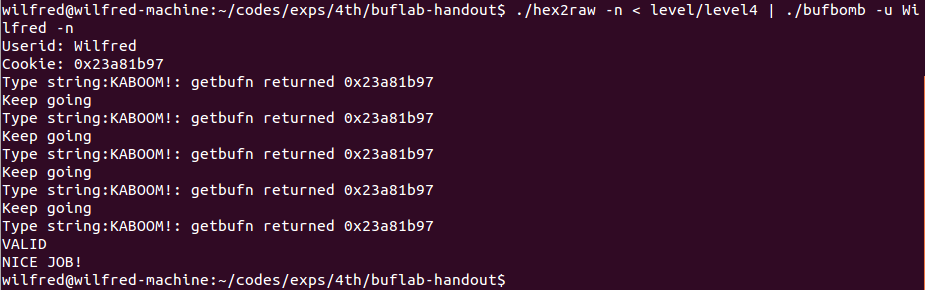 wilfred@wilfred-machine:~/codes/exps/4th/buflab-handout$ ./hex2raw -n < level/level4 | ./bufbomb -u Wi
lfred -n
Userid: Wilfred
Cookie: 0x23a81b97
Type string:KABOOM!: getbufn returned 0x23a81b97
Keep going
Type string:KABOOM!: getbufn returned 0x23a81b97
Keep going
Type string:KABOOM!: getbufn returned 0x23a81b97
Keep going
Type string:KABOOM!: getbufn returned 0x23a81b97
Keep going
Type string:KABOOM!: getbufn returned 0x23a81b97
VALID
NICE JOB!
wilfred@wilfred-machine:~/codes/exps/4th/buflab-handout$